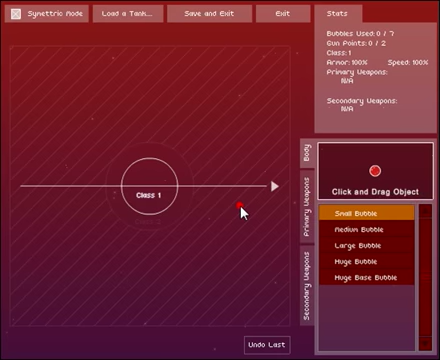 Symettric Mode
Load a Tank...
Save and Exit
Exit
Stats
Bubbles Used: 0 / 7
Gun Points: 0 / 2
Class: 1
Armor: 100% Speed: 100%
Primary Weapons:
N/A
Secondary Weapons:
N/A
Class 1
Body
Primary Weapons
Secondary Weapons
Click and Drag Object
Small Bubble
Medium Bubble
Large Bubble
Huge Bubble
Huge Base Bubble
Undo Last